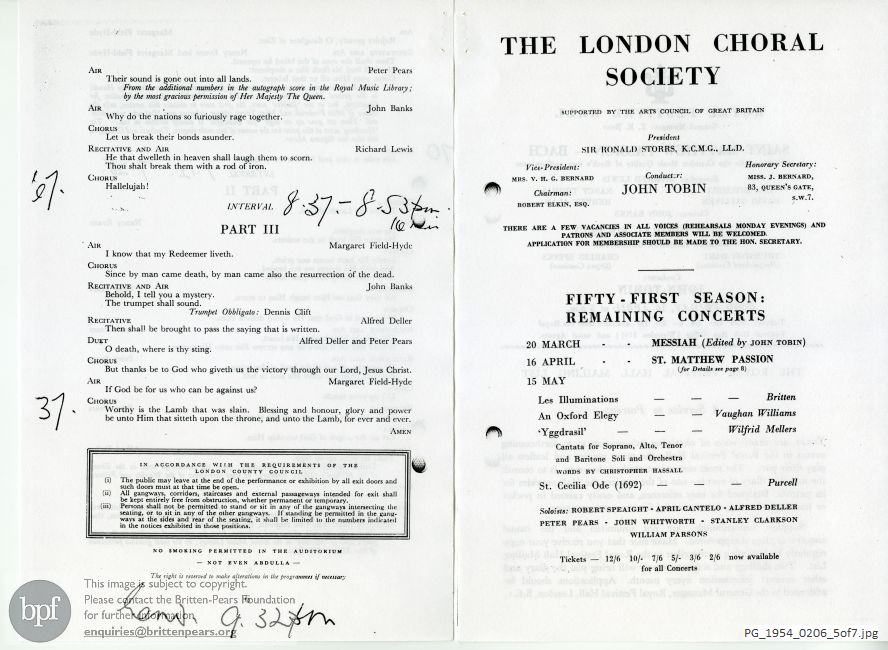 AIR Peter Pears
Their sound is gone out into all lands.
From the additional numbers in the autograph score in the Royal Music Library;
by the most gracious permission of Her Majesty The Queen.
AIR John Banks
Why do the nations so furiously rage together.
CHORUS
Let us break their bonds asunder.
RECITATIVE AND AIR Richard Lewis
He that dwelleth in heaven shall laugh them to scorn.
Thou shalt break them with a rod of iron.
CHORUS
Hallelujah!
INTERVAL 8.37 - 8.53 pm
16
PART III
AIR Margaret Field-Hyde
I know that my Redeemer liveth.
CHORUS
Since by man came death, by man came also the resurrection of the dead.
RECITATIVE AND AIR John Banks
Behold, I tell you a mystery.
The trumpet shall sound.
Trumpet Obbligato: Dennis Clift
RECITATIVE Alfred Deller
Then shall be brought to pass the saying that is written.
DUET Alfred Deller and Peter Pears
O death, where is thy sting.
CHORUS
But thanks be to God who giveth us the victory through our Lord, Jesus Christ.
AIR Margaret Field-Hyde
If God be for us who can be against us?
CHORUS
37.
Worthy is the Lamb that was slain. Blessing and honour, glory and power
be unto Him that sitteth upon the throne, and unto the Lamb, for ever and ever.
AMEN
IN ACCORDANCE WITH THE REQUIREMENTS OF THE
LONDON COUNTY COUNCIL
(i) The public may leave at the end of the performance or exhibition by all exit doors and
such doors must at that time be open.
(ii) All gangways, corridors, staircases and external passageways intended for exit shall
be kept entirely free from obstruction, whether permanent or temporary.
(iii) Persons shall not be permitted to stand or sit in any of the gangways intersecting the
seating, or to sit in any of the other gangways. If standing be permitted in the gang-
ways at the sides and rear of the seating, it shall be limited to the numbers indicated
in the notices exhibited in those positions.
NO SMOKING PERMITTED IN THE AUDITORIUM
— NOT EVEN ABDULLA —
The right is reserved to make alterations in the programmes if necessary
9.32 pm
bpf
This image is subject to copyright.
Please contact the Britten-Pears Foundation
for further information
enquiries@brittenpears.org
THE LONDON CHORAL
SOCIETY
SUPPORTED BY THE ARTS COUNCIL OF GREAT BRITAIN
President
SIR RONALD STORRS, K.C.M.G., LL.D.
Vice-President:
MRS. V. H. G. BERNARD
Chairman:
ROBERT ELKIN, ESQ.
Conductor:
JOHN TOBIN
Honorary Secretary:
MISS. J. BERNARD,
83, QUEEN'S GATE,
S.W.7.
THERE ARE A FEW VACANCIES IN ALL VOICES (REHEARSALS MONDAY EVENINGS) AND
PATRONS AND ASSOCIATE MEMBERS WILL BE WELCOMED.
APPLICATION FOR MEMBERSHIP SHOULD BE MADE TO THE HON. SECRETARY.
FIFTY-FIRST SEASON:
REMAINING CONCERTS
20 MARCH - - MESSIAH (Edited by JOHN TOBIN)
16 APRIL - - ST. MATTHEW PASSION
(for Details see page 8)
15 MAY
Les Illuminations — — — Britten
An Oxford Elegy — — Vaughan Williams
'Yggdrasil' — — — Wilfrid Mellers
Cantata for Soprano, Alto, Tenor
and Baritone Soli and Orchestra
WORDS BY CHRISTOPHER HASSALL
St. Cecilia Ode (1692) — — — Purcell
Soloists: ROBERT SPEAIGHT - APRIL CANTELO - ALFRED DELLER
PETER PEARS - JOHN WHITWORTH - STANLEY CLARKSON
WILLIAM PARSONS
Tickets — 12/6 10/- 7/6 5/- 3/6 2/6 now available
for all Concerts
PG_1954_0206_5of7.jpg